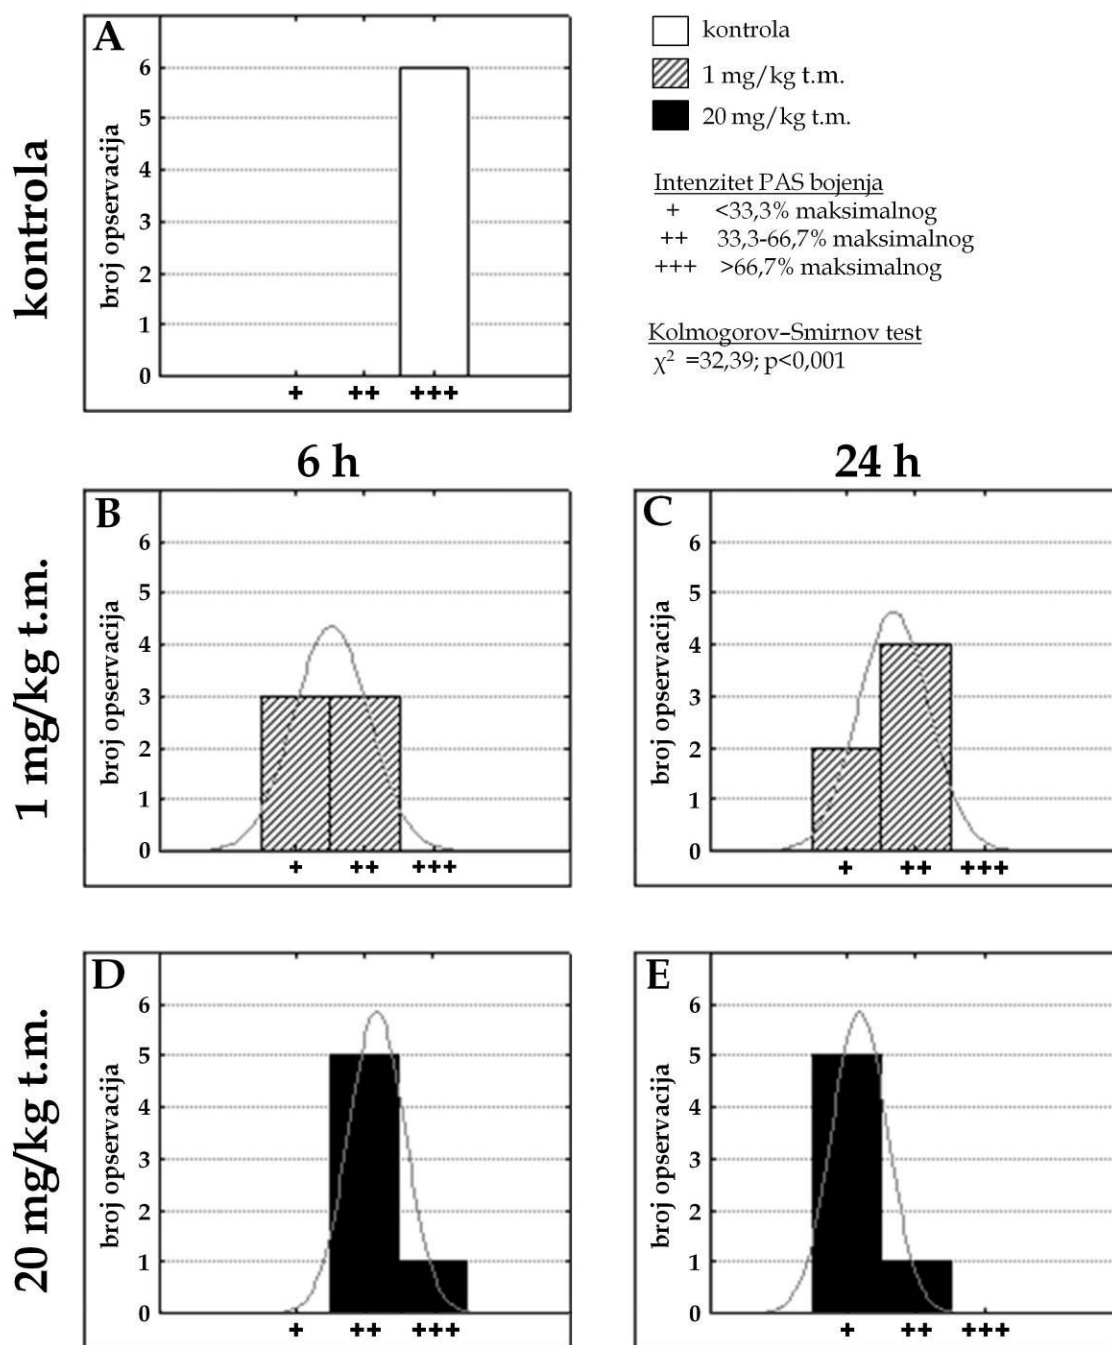 kontrola
A
broj opservacija
6
5
4
3
2
1
0
+ ++ +++
kontrola
1 mg/kg t.m.
20 mg/kg t.m.
Intenzitet PAS bojenja
+ <33,3% maksimalnog
++ 33,3-66,7% maksimalnog
+++ >66,7% maksimalnog
Kolmogorov–Smirnov test
χ² =32,39; p<0,001
6 h
24 h
1 mg/kg t.m.
B
broj opservacija
6
5
4
3
2
1
0
+ ++ +++
C
broj opservacija
6
5
4
3
2
1
0
+ ++ +++
20 mg/kg t.m.
D
broj opservacija
6
5
4
3
2
1
0
+ ++ +++
E
broj opservacija
6
5
4
3
2
1
0
+ ++ +++